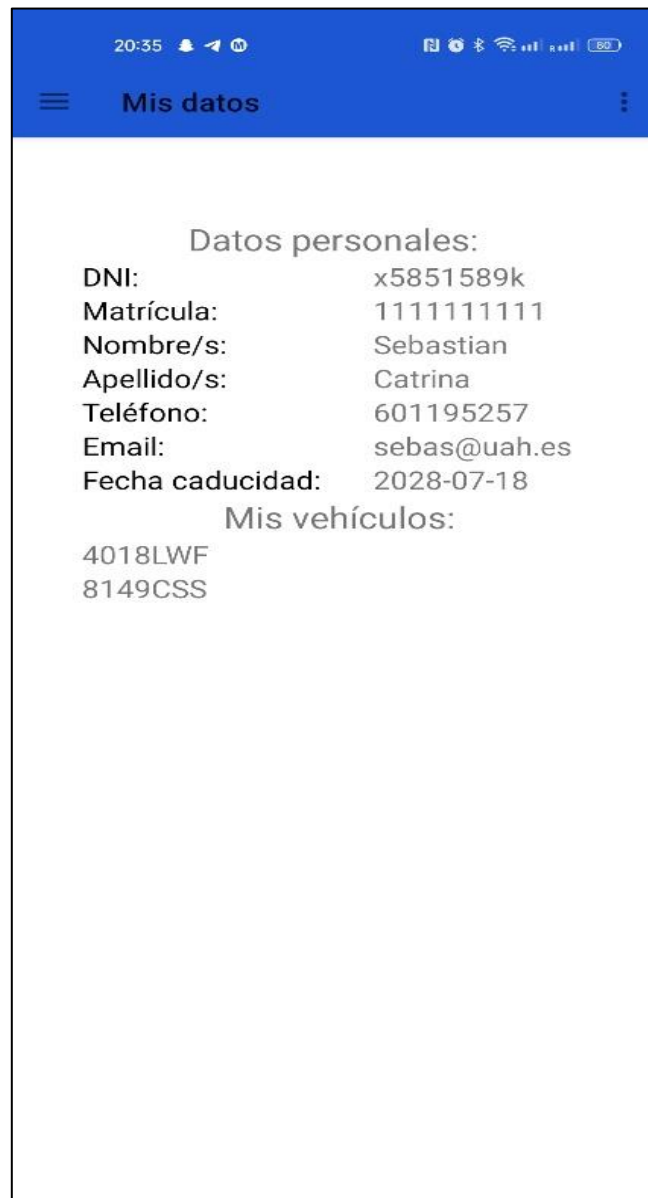 20:35
80
Mis datos
Datos personales:
DNI: x5851589k
Matrícula: 1111111111
Nombre/s: Sebastian
Apellido/s: Catrina
Teléfono: 601195257
Email: sebas@uah.es
Fecha caducidad: 2028-07-18
Mis vehículos:
4018LWF
8149CSS